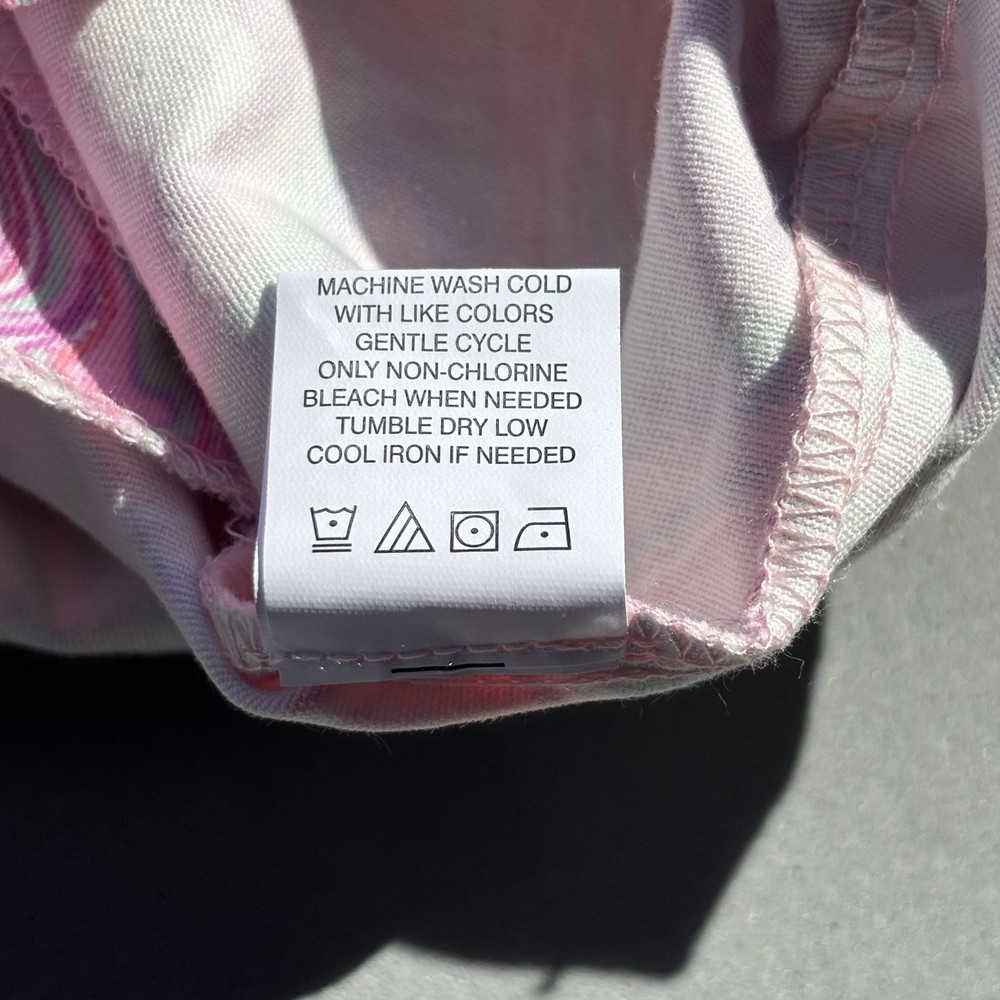 MACHINE WASH COLD
WITH LIKE COLORS
GENTLE CYCLE
ONLY NON-CHLORINE
BLEACH WHEN NEEDED
TUMBLE DRY LOW
COOL IRON IF NEEDED